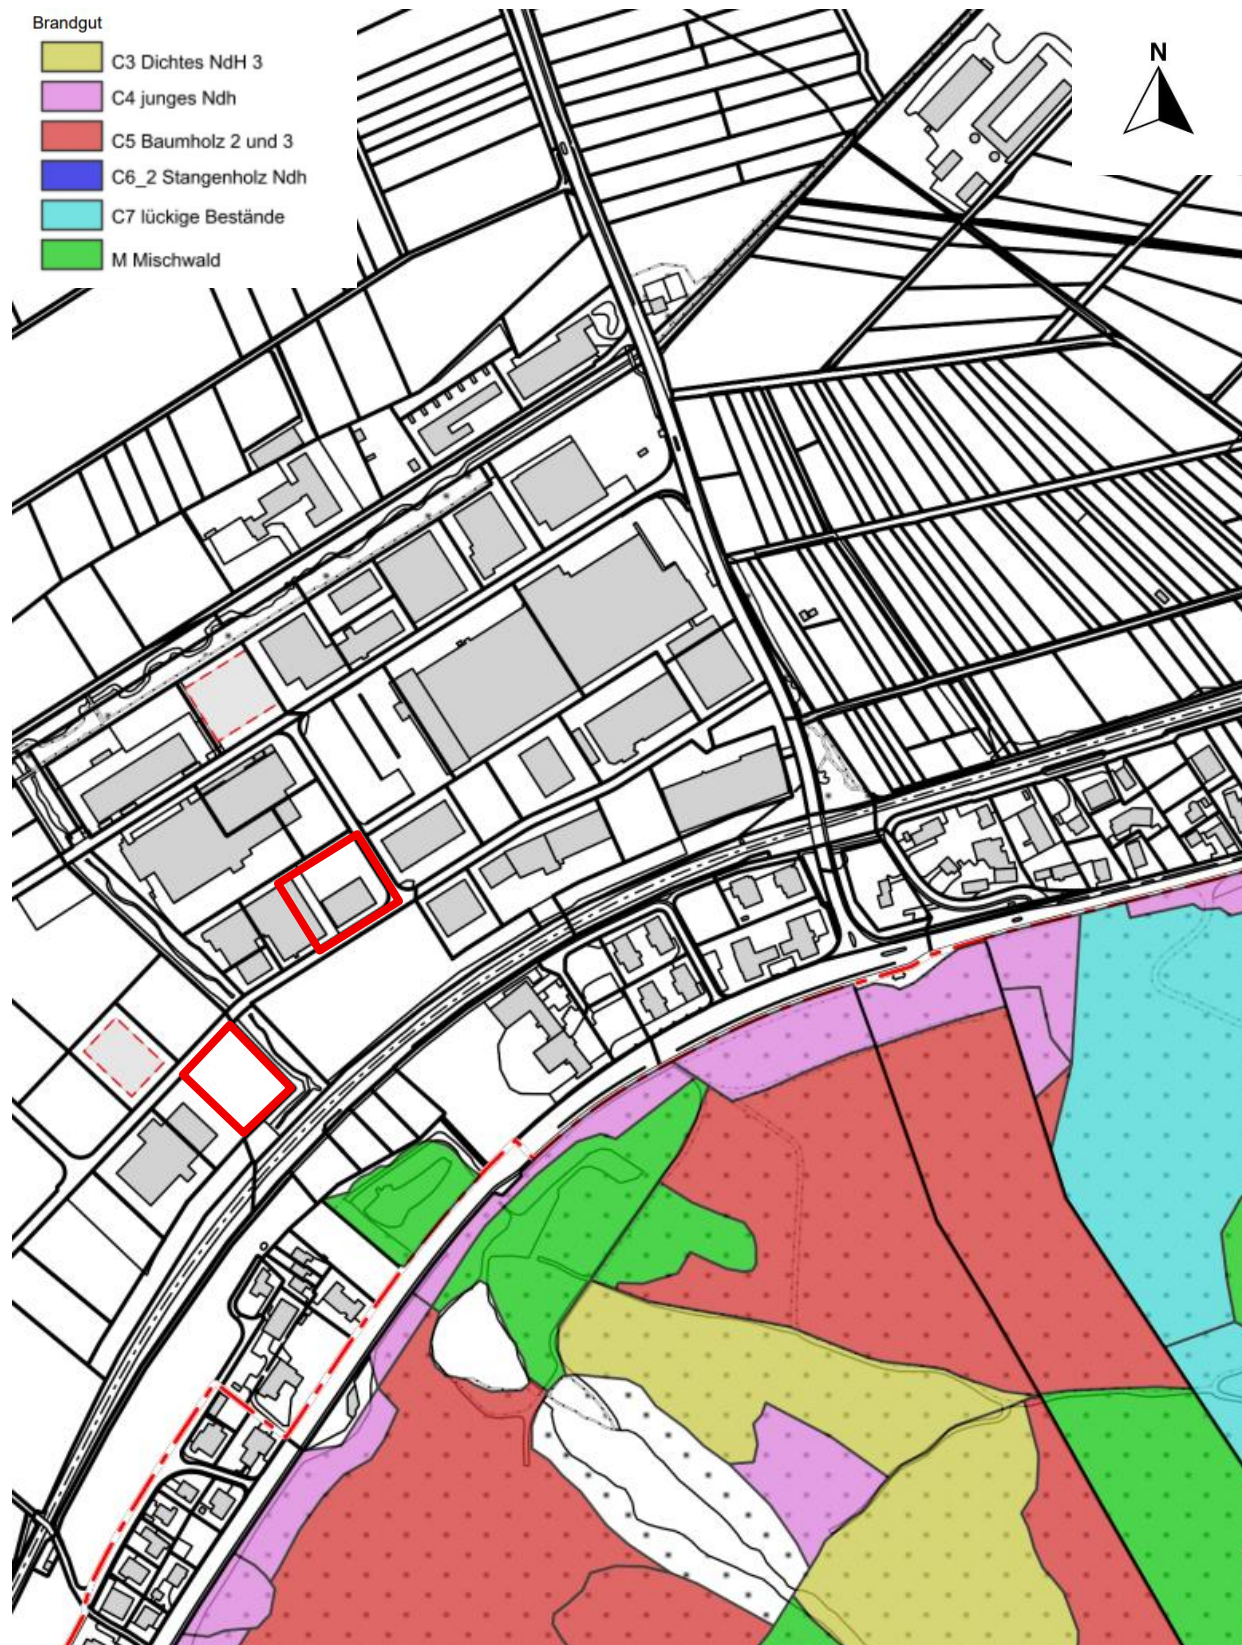 Brandgut
C3 Dichtes NdH 3
C4 junges Ndh
C5 Baumholz 2 und 3
C6_2 Stangenholz Ndh
C7 lückige Bestände
M Mischwald
N